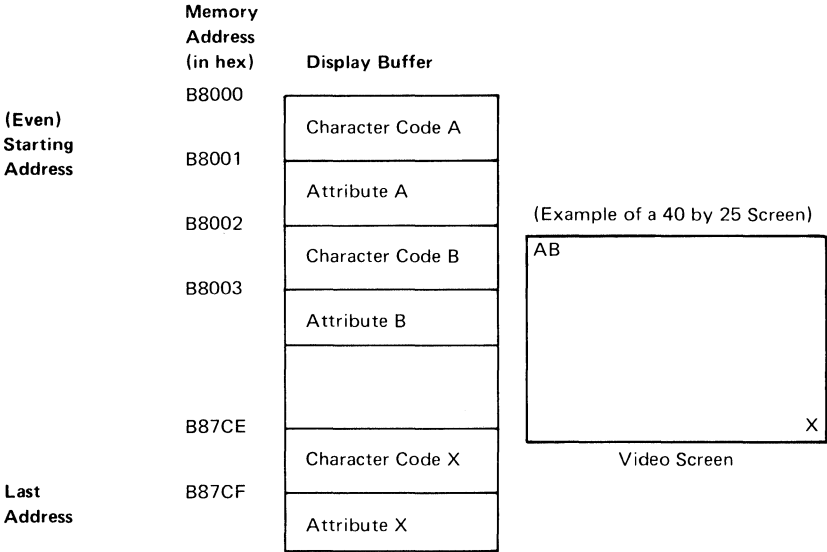 Memory
Address
(in hex)
Display Buffer
B8000
(Even)
Starting
Address
Character Code A
B8001
Attribute A
B8002
(Example of a 40 by 25 Screen)
Character Code B
AB
B8003
Attribute B
B87CE
X
Character Code X
Video Screen
B87CF
Last
Address
Attribute X